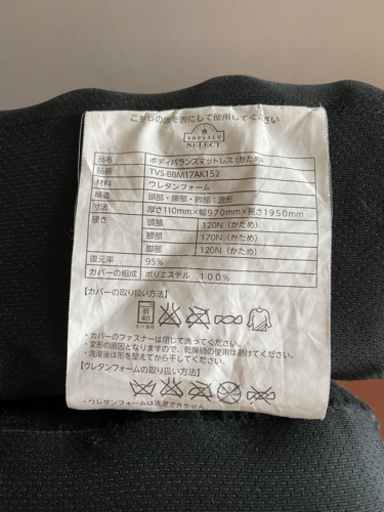 こちらの面を表にして使用してください
TOPVALU
SELECT
品名 ボディバランスマットレス（かため）
品番 TVS-BBM17AK152
材料 ウレタンフォーム
構造 頭部・腰部・脚部：波形
寸法 厚さ110mm×幅970mm×長さ1950mm
硬さ 頭部 120N（かため）
腰部 170N（かため）
脚部 120N（かため）
復元率 95%
カバーの組成 ポリエステル 100%
【カバーの取り扱い方法】
40
・カバーのファスナーは閉じて洗ってください。
・変形の原因となりますので、乾燥機の使用はお避けください。
・洗濯後は形を整えてから干してください。
【ウレタンフォームの取り扱い方法】
・ウレタンフォームは洗濯できません。